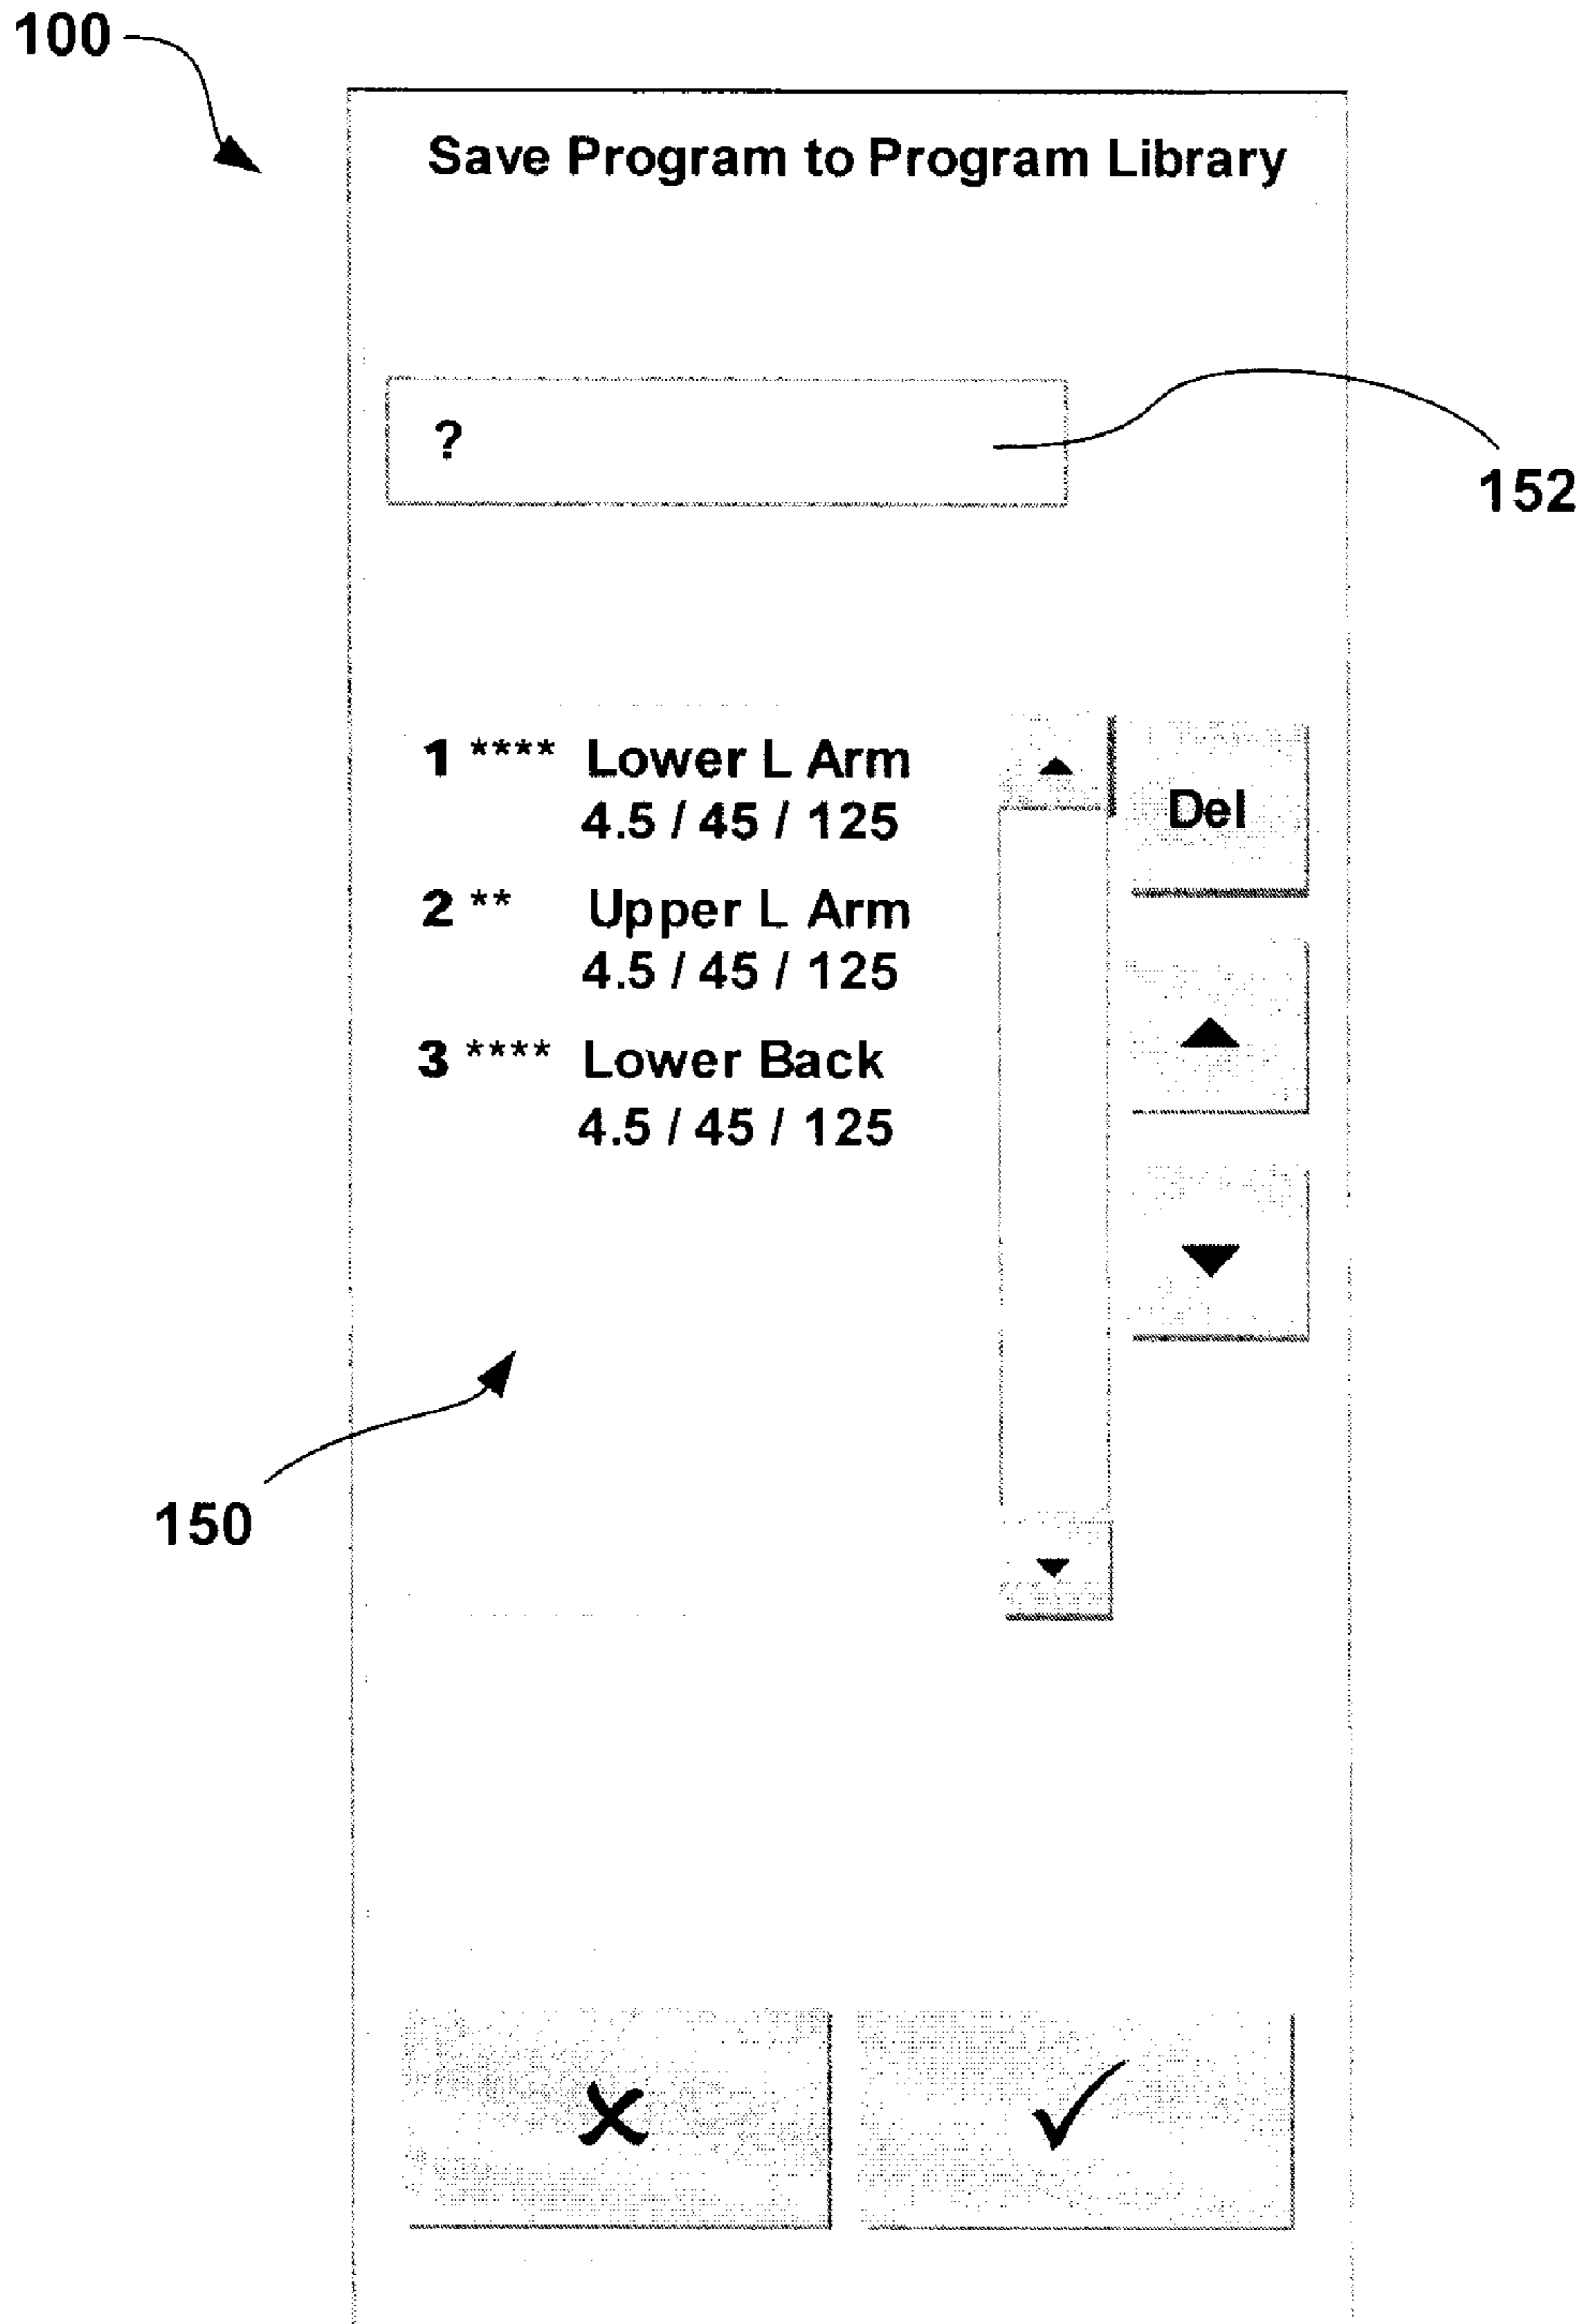 100
Save Program to Program Library
?
152
1 **** Lower L Arm
4.5 / 45 / 125
2 ** Upper L Arm
4.5 / 45 / 125
3 **** Lower Back
4.5 / 45 / 125
Del
150